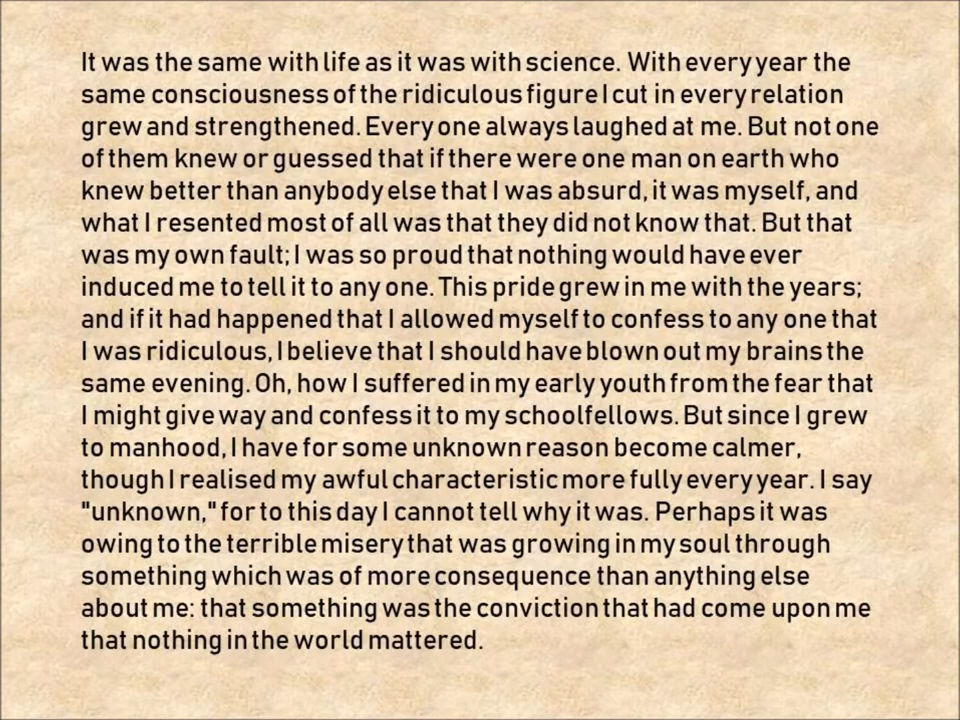 It was the same with life as it was with science. With every year the
same consciousness of the ridiculous figure I cut in every relation
grew and strengthened. Every one always laughed at me. But not one
of them knew or guessed that if there were one man on earth who
knew better than anybody else that I was absurd, it was myself, and
what I resented most of all was that they did not know that. But that
was my own fault; I was so proud that nothing would have ever
induced me to tell it to any one. This pride grew in me with the years;
and if it had happened that I allowed myself to confess to any one that
I was ridiculous, I believe that I should have blown out my brains the
same evening. Oh, how I suffered in my early youth from the fear that
I might give way and confess it to my schoolfellows. But since I grew
to manhood, I have for some unknown reason become calmer,
though I realised my awful characteristic more fully every year. I say
"unknown," for to this day I cannot tell why it was. Perhaps it was
owing to the terrible misery that was growing in my soul through
something which was of more consequence than anything else
about me: that something was the conviction that had come upon me
that nothing in the world mattered.